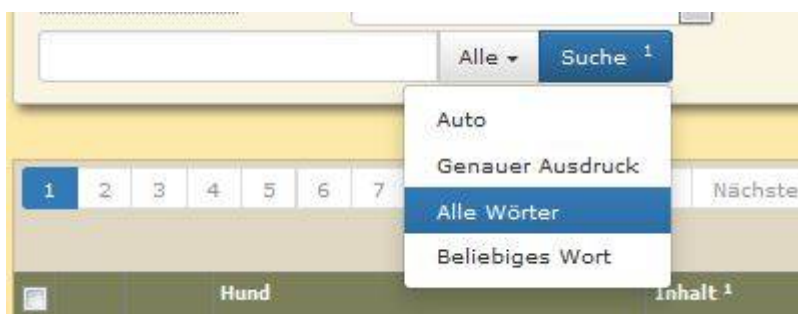 Alle Suche 1
Auto
Genauer Ausdruck
1 2 3 4 5 6 7 Nächste
Alle Wörter
Beliebiges Wort
Hund Inhalt 1